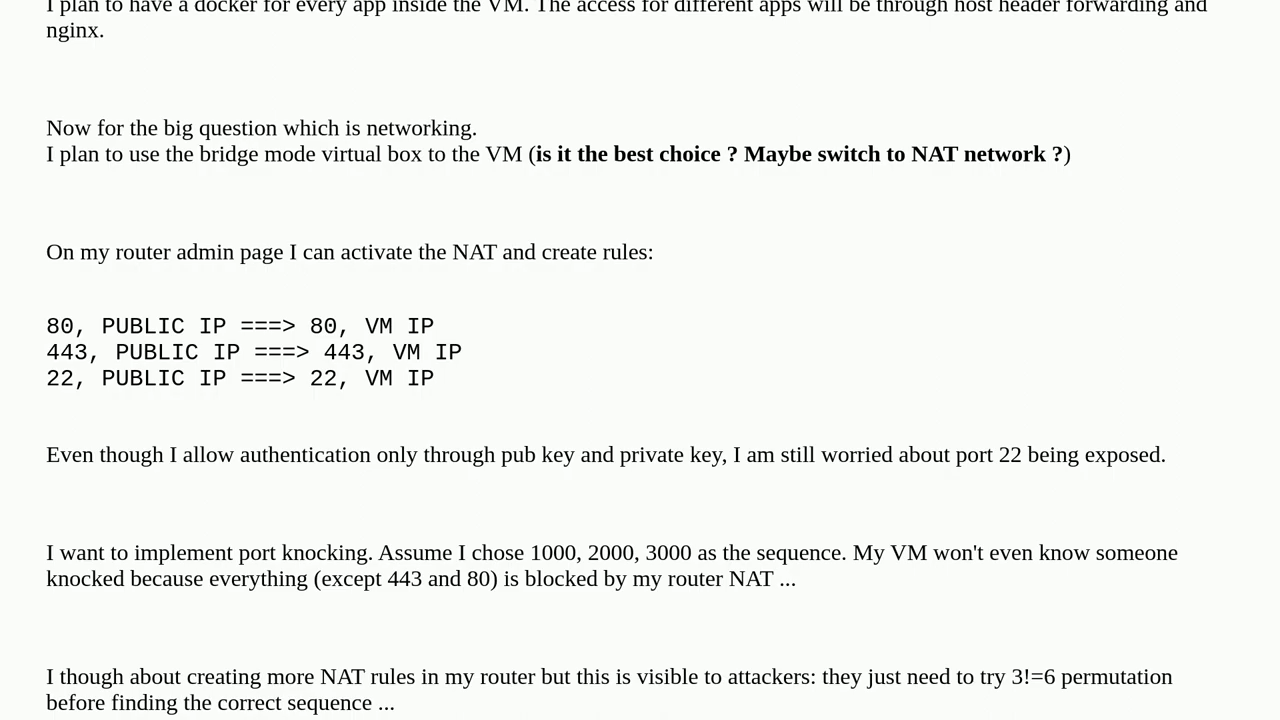 I plan to have a docker for every app inside the VM. The access for different apps will be through host header forwarding and
nginx.
Now for the big question which is networking.
I plan to use the bridge mode virtual box to the VM (is it the best choice ? Maybe switch to NAT network ?)
On my router admin page I can activate the NAT and create rules:
80, PUBLIC IP ===> 80, VM IP
443, PUBLIC IP ===> 443, VM IP
22, PUBLIC IP ===> 22, VM IP
Even though I allow authentication only through pub key and private key, I am still worried about port 22 being exposed.
I want to implement port knocking. Assume I chose 1000, 2000, 3000 as the sequence. My VM won't even know someone
knocked because everything (except 443 and 80) is blocked by my router NAT ...
I though about creating more NAT rules in my router but this is visible to attackers: they just need to try 3!=6 permutation
before finding the correct sequence ...